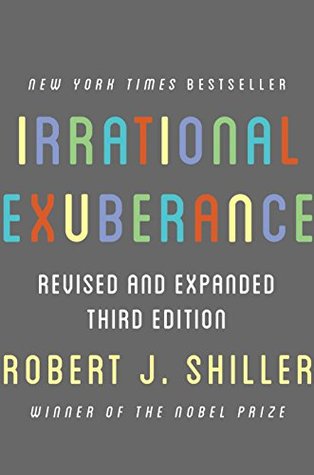 NEW YORK TIMES BESTSELLER
IRRATIONAL
EXUBERANCE
REVISED AND EXPANDED
THIRD EDITION
ROBERT J. SHILLER
WINNER OF THE NOBEL PRIZE